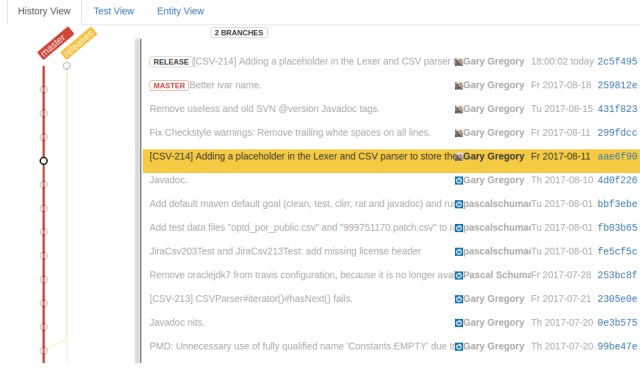 History View Test View Entity View
2 BRANCHES
master
releases
RELEASE [CSV-214] Adding a placeholder in the Lexer and CSV parser to Gary Gregory 18:00:02 today 2c5f495
MASTER Better ivar name. Gary Gregory Fr 2017-08-18 259812e
Remove useless and old SVN @version Javadoc tags. Gary Gregory Tu 2017-08-15 431f823
Fix Checkstyle warnings: Remove trailing white spaces on all lines. Gary Gregory Fr 2017-08-11 299fdcc
[CSV-214] Adding a placeholder in the Lexer and CSV parser to store the Gary Gregory Fr 2017-08-11 aae6f90
Javadoc. Gary Gregory Th 2017-08-10 4d0f226
Add default maven default goal (clean, test, clirr, rat and javadoc) and run pascalschumac Tu 2017-08-01 bbf3ebe
Add test data files "optd_por_public.csv" and "999751170.patch.csv" to r pascalschumac Tu 2017-08-01 fb03b65
JiraCsv203Test and JiraCsv213Test: add missing license header pascalschumac Tu 2017-08-01 fe5cf5c
Remove oraclejdk7 from travis configuration, because it is no longer avai Pascal Schuma Fr 2017-07-28 253bc8f
[CSV-213] CSVParser#iterator()#hasNext() fails. Gary Gregory Fr 2017-07-21 2305e0e
Javadoc nits. Gary Gregory Th 2017-07-20 0e3b575
PMD: Unnecessary use of fully qualified name 'Constants.EMPTY' due to Gary Gregory Th 2017-07-20 99be47e